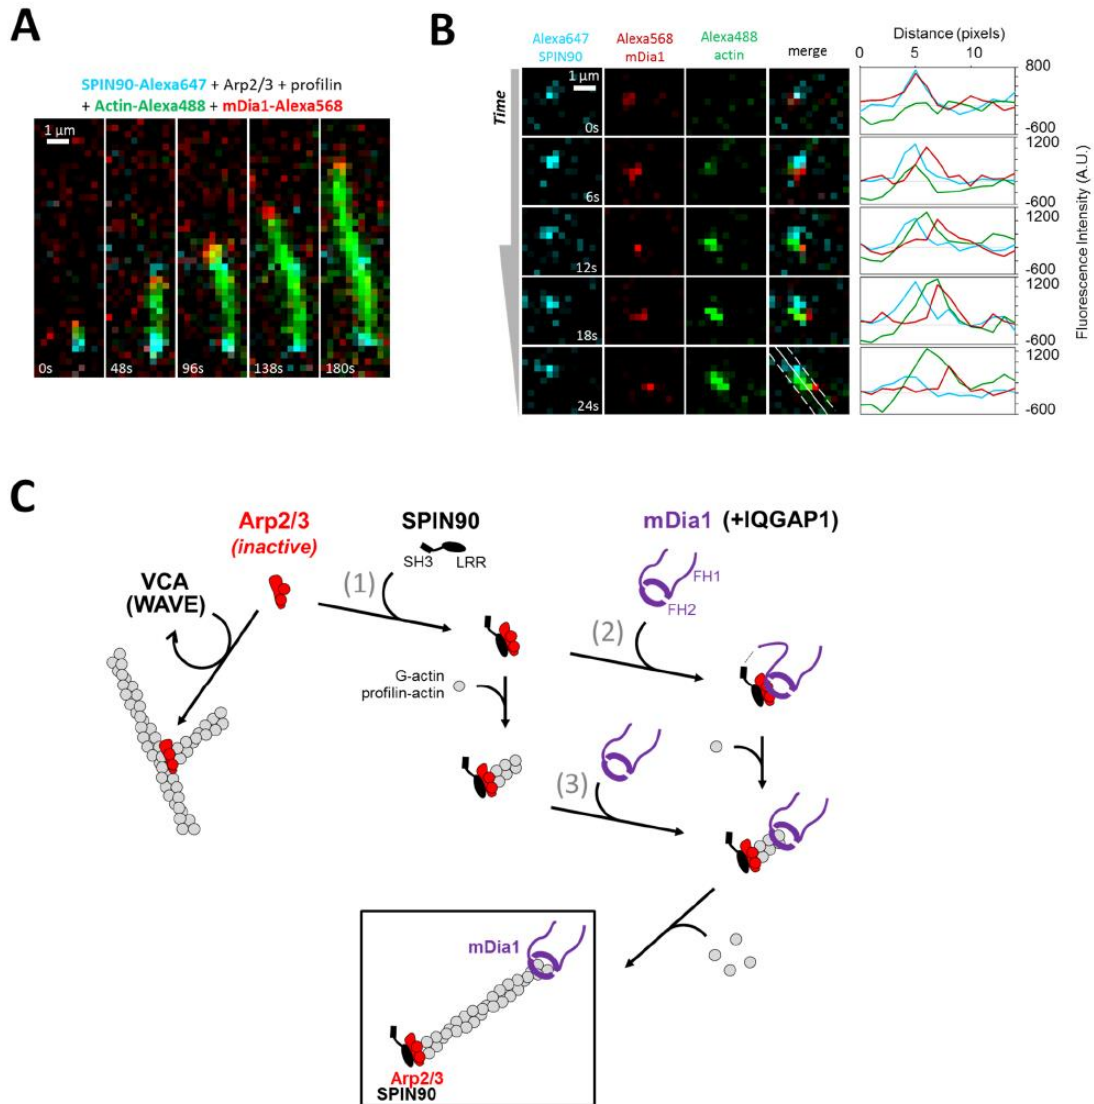 A
SPIN90-Alexa647 + Arp2/3 + profilin
+ Actin-Alexa488 + mDia1-Alexa568
1 µm
0s
48s
96s
138s
180s
B
Alexa647
SPIN90
Alexa568
mDia1
Alexa488
actin
merge
Distance (pixels)
0 5 10
Time
1 µm
0s
6s
12s
18s
24s
800
-600
1200
-600
1200
-600
1200
-600
1200
-600
Fluorescence Intensity (A.U.)
C
Arp2/3
(inactive)
SPIN90
SH3
LRR
mDia1 (+IQGAP1)
FH1
FH2
VCA
(WAVE)
(1)
(2)
G-actin
profilin-actin
(3)
mDia1
Arp2/3
SPIN90